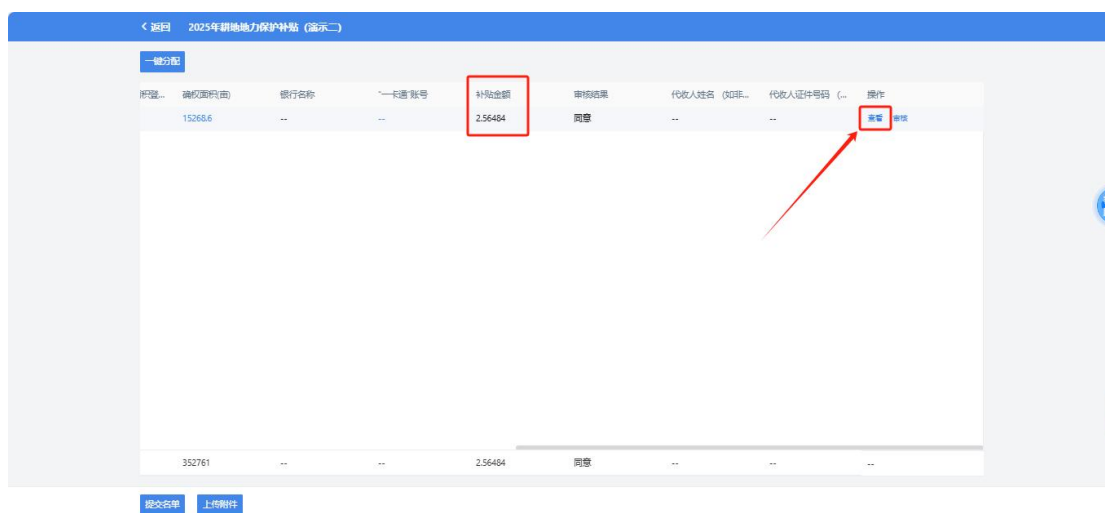 < 返回 2025年耕地地力保护补贴（演示二）
一键分配
积登... 确权面积(亩) 银行名称 "一卡通"账号 补贴金额 审核结果 代收人姓名 (如非... 代收人证件号码 (... 操作
15268.6 -- -- 2.56484 同意 -- -- 查看 审核
352761 -- -- 2.56484 同意 -- -- --
提交名单 上传附件